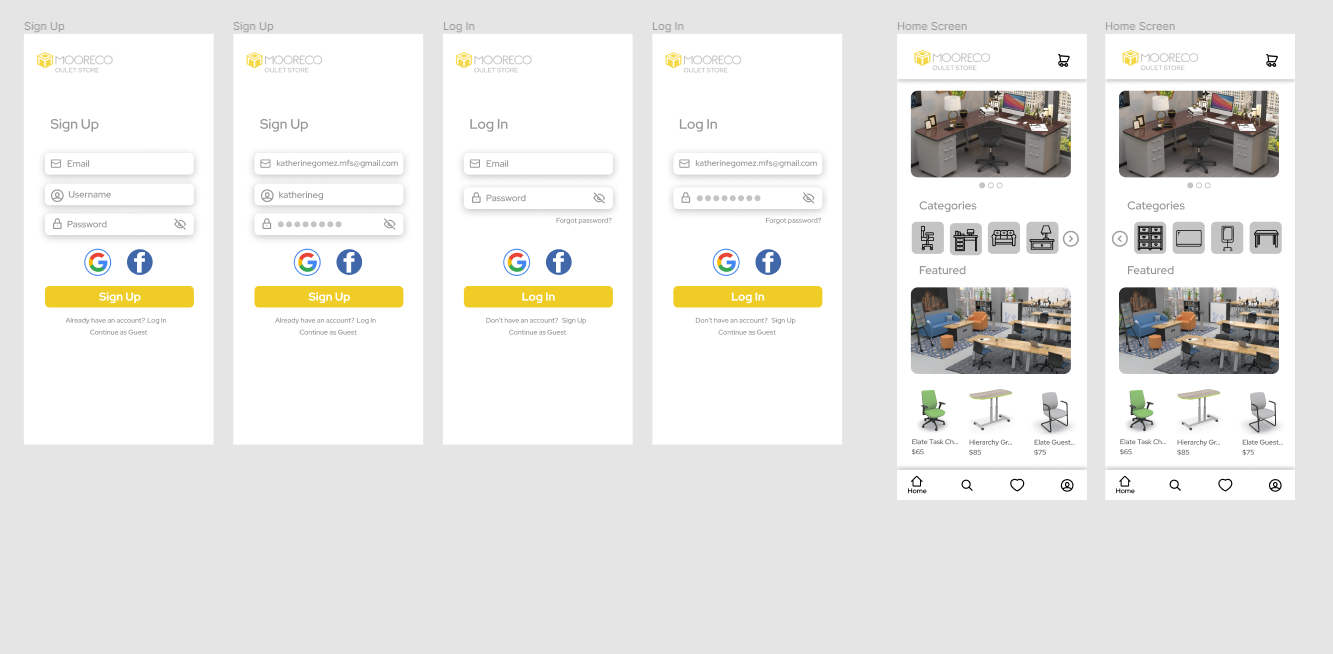 Sign Up
MOORECO
OULET STORE
Sign Up
Email
Username
Password
Sign Up
Already have an account? Log In
Continue as Guest
Sign Up
MOORECO
OULET STORE
Sign Up
katherinegomez.mfs@gmail.com
katherineg
Sign Up
Already have an account? Log In
Continue as Guest
Log In
MOORECO
OULET STORE
Log In
Email
Password
Forgot password?
Log In
Don't have an account? Sign Up
Continue as Guest
Log In
MOORECO
OULET STORE
Log In
katherinegomez.mfs@gmail.com
Forgot password?
Log In
Don't have an account? Sign Up
Continue as Guest
Home Screen
MOORECO
OULET STORE
Categories
Featured
Elate Task Ch... Hierarchy Gr... Elate Guest...
$65 $85 $75
Home
Home Screen
MOORECO
OULET STORE
Categories
Featured
Elate Task Ch... Hierarchy Gr... Elate Guest...
$65 $85 $75
Home